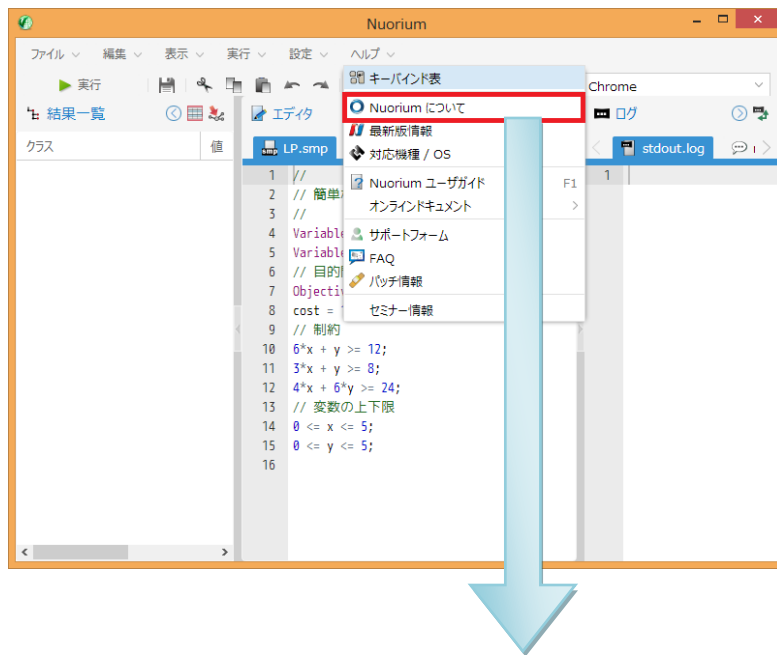 Nuorium
ファイル 編集 表示 実行 設定 ヘルプ
実行
Chrome
結果一覧
エディタ
ログ
クラス 値
LP.smp
stdout.log
キーバインド表
Nuorium について
最新版情報
対応機種 / OS
Nuorium ユーザガイド F1
オンラインドキュメント
サポートフォーム
FAQ
パッチ情報
セミナー情報
1 //
2 // 簡単
3 //
4 Variable
5 Variable
6 // 目的
7 Objecti
8 cost =
9 // 制約
10 6*x + y >= 12;
11 3*x + y >= 8;
12 4*x + 6*y >= 24;
13 // 変数の上下限
14 0 <= x <= 5;
15 0 <= y <= 5;
16
1